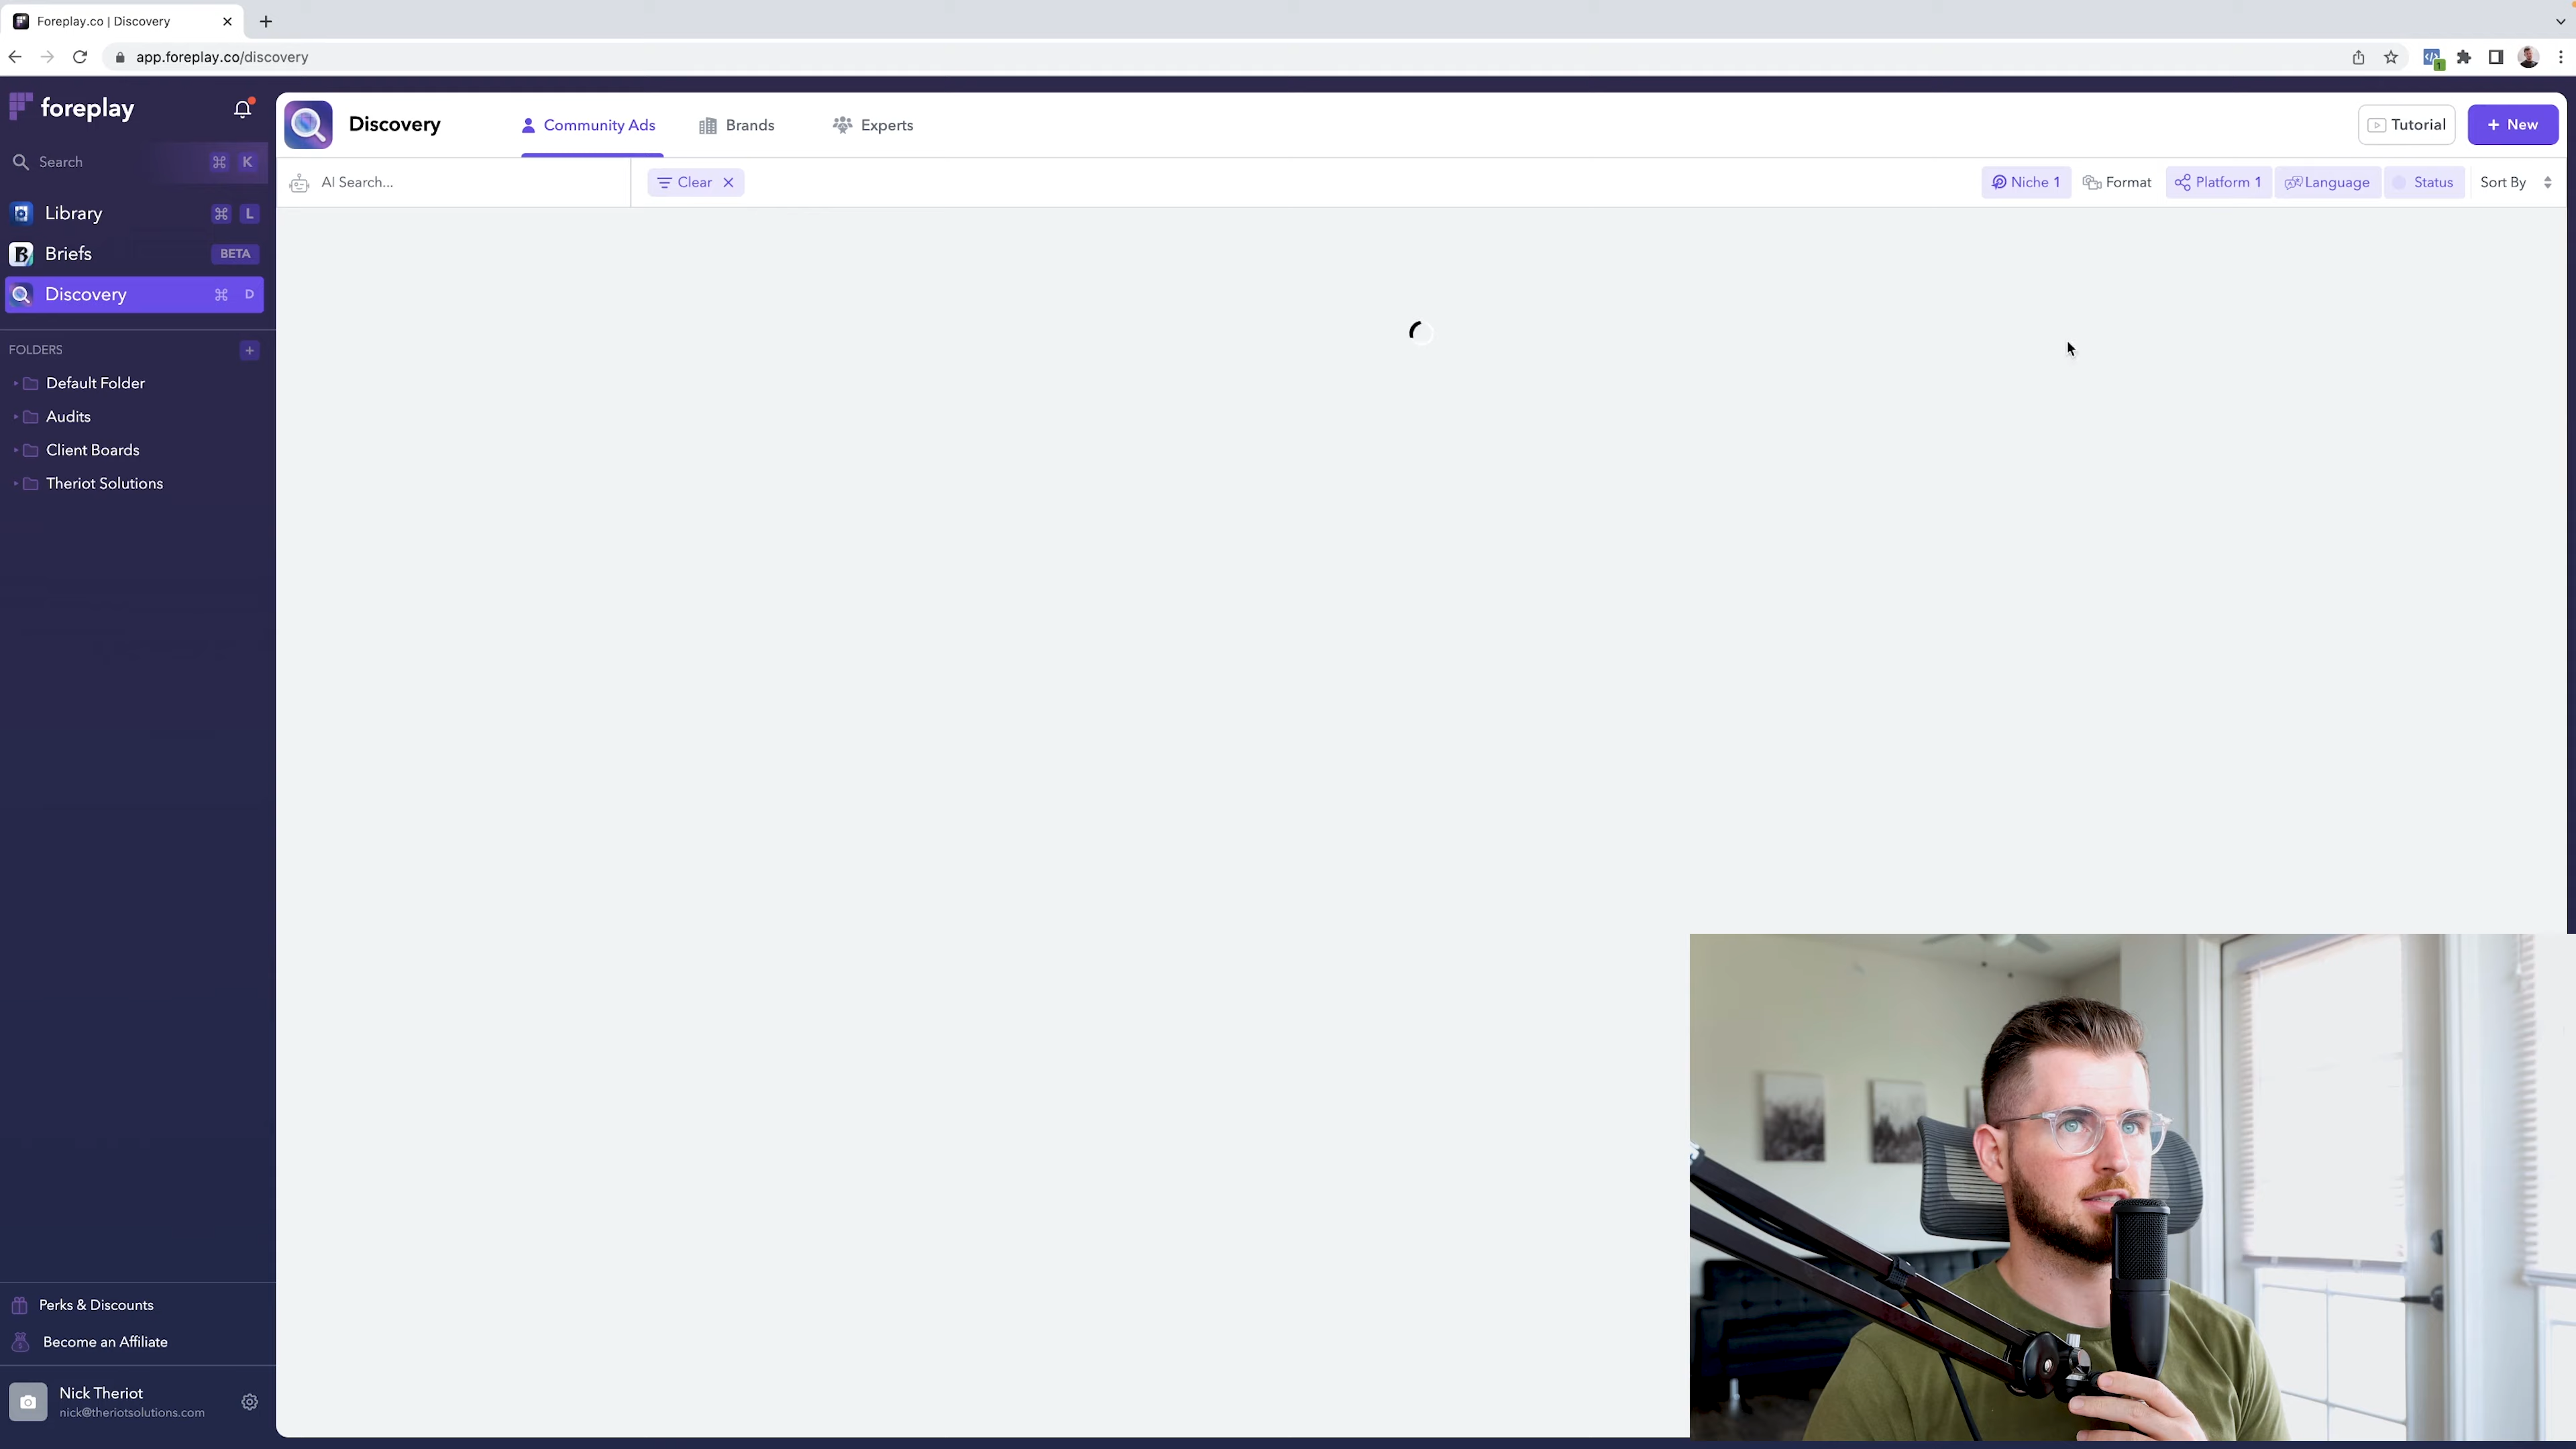 Foreplay.co | Discovery
app.foreplay.co/discovery
1
foreplay
Search ⌘ K
Library ⌘ L
Briefs BETA
Discovery ⌘ D
FOLDERS
Default Folder
Audits
Client Boards
Theriot Solutions
Perks & Discounts
Become an Affiliate
Nick Theriot
nick@theriotsolutions.com
Discovery
Community Ads
Brands
Experts
Tutorial
+ New
AI Search...
Clear
Niche 1
Format
Platform 1
Language
Status
Sort By